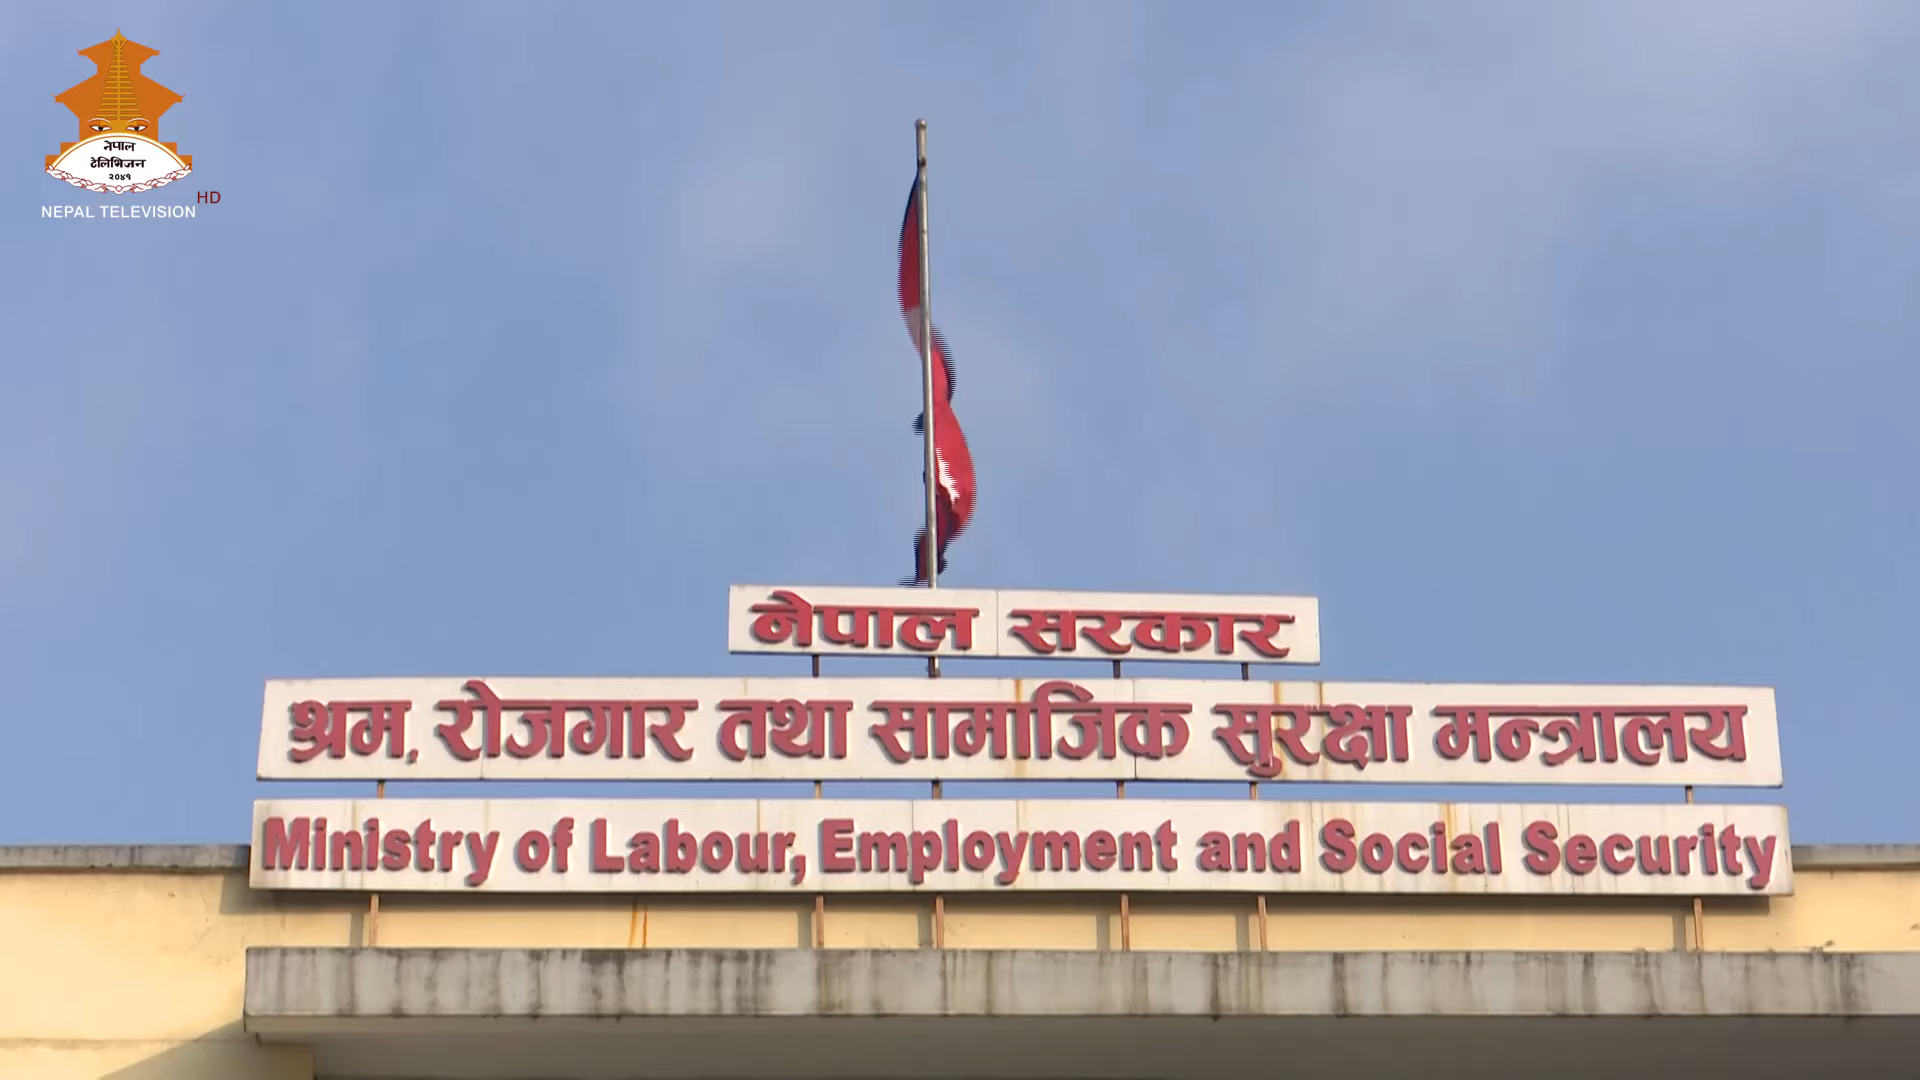 नेपाल
टेलिभिजन
२०४१
HD
NEPAL TELEVISION
नेपाल सरकार
श्रम, रोजगार तथा सामाजिक सुरक्षा मन्त्रालय
Ministry of Labour, Employment and Social Security